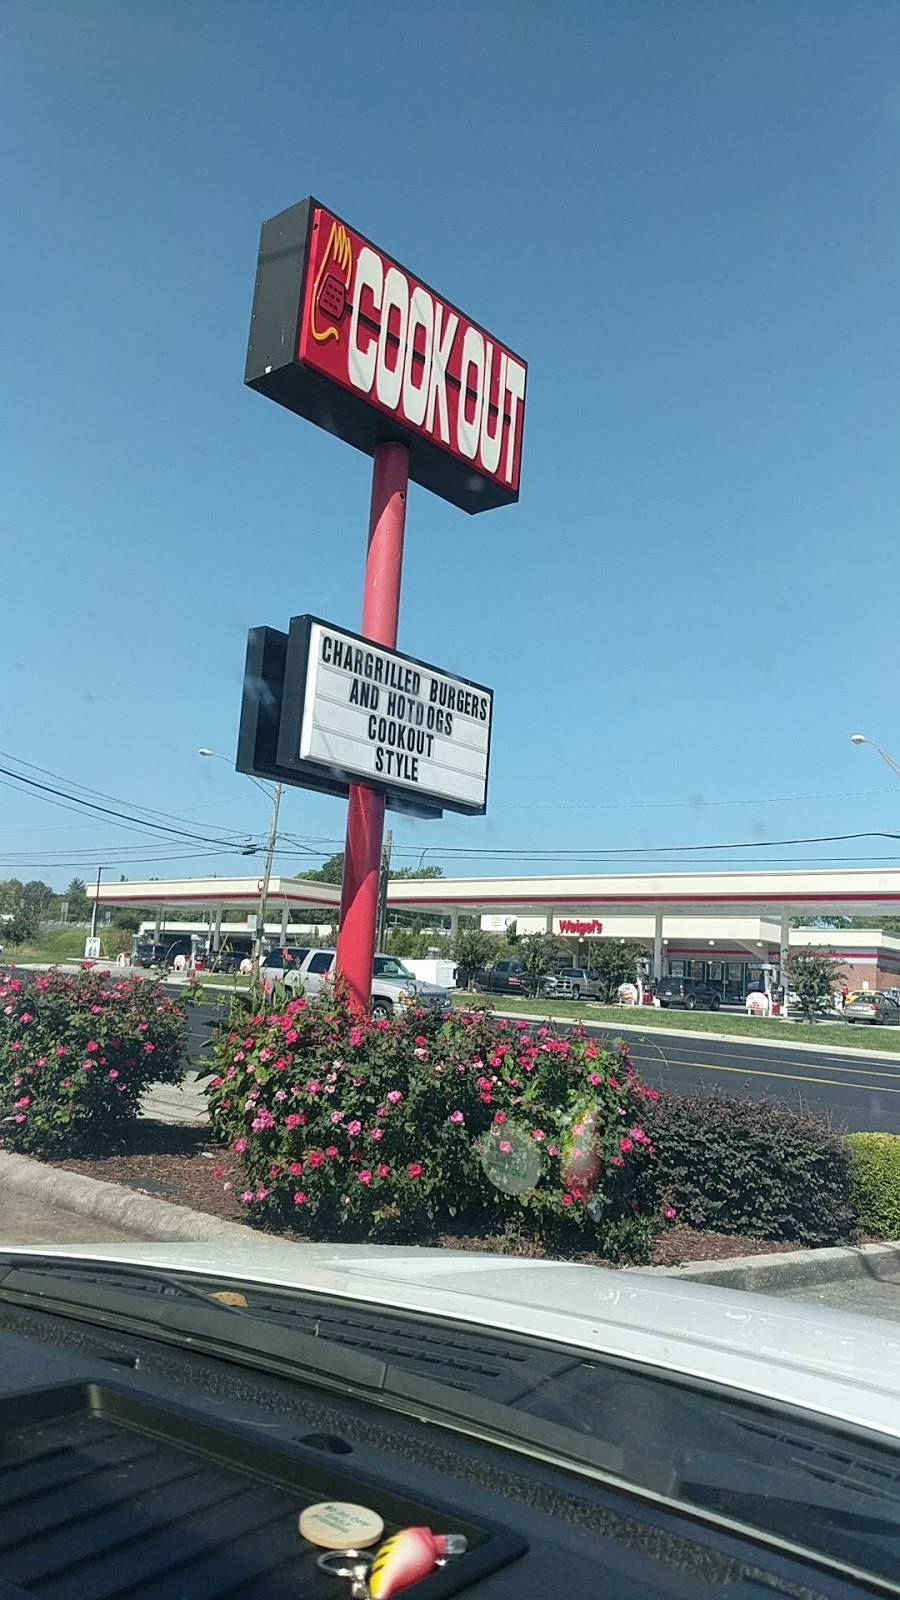 COOK OUT
CHARGRILLED BURGERS
AND HOTDOGS
COOKOUT
STYLE
Weigel's